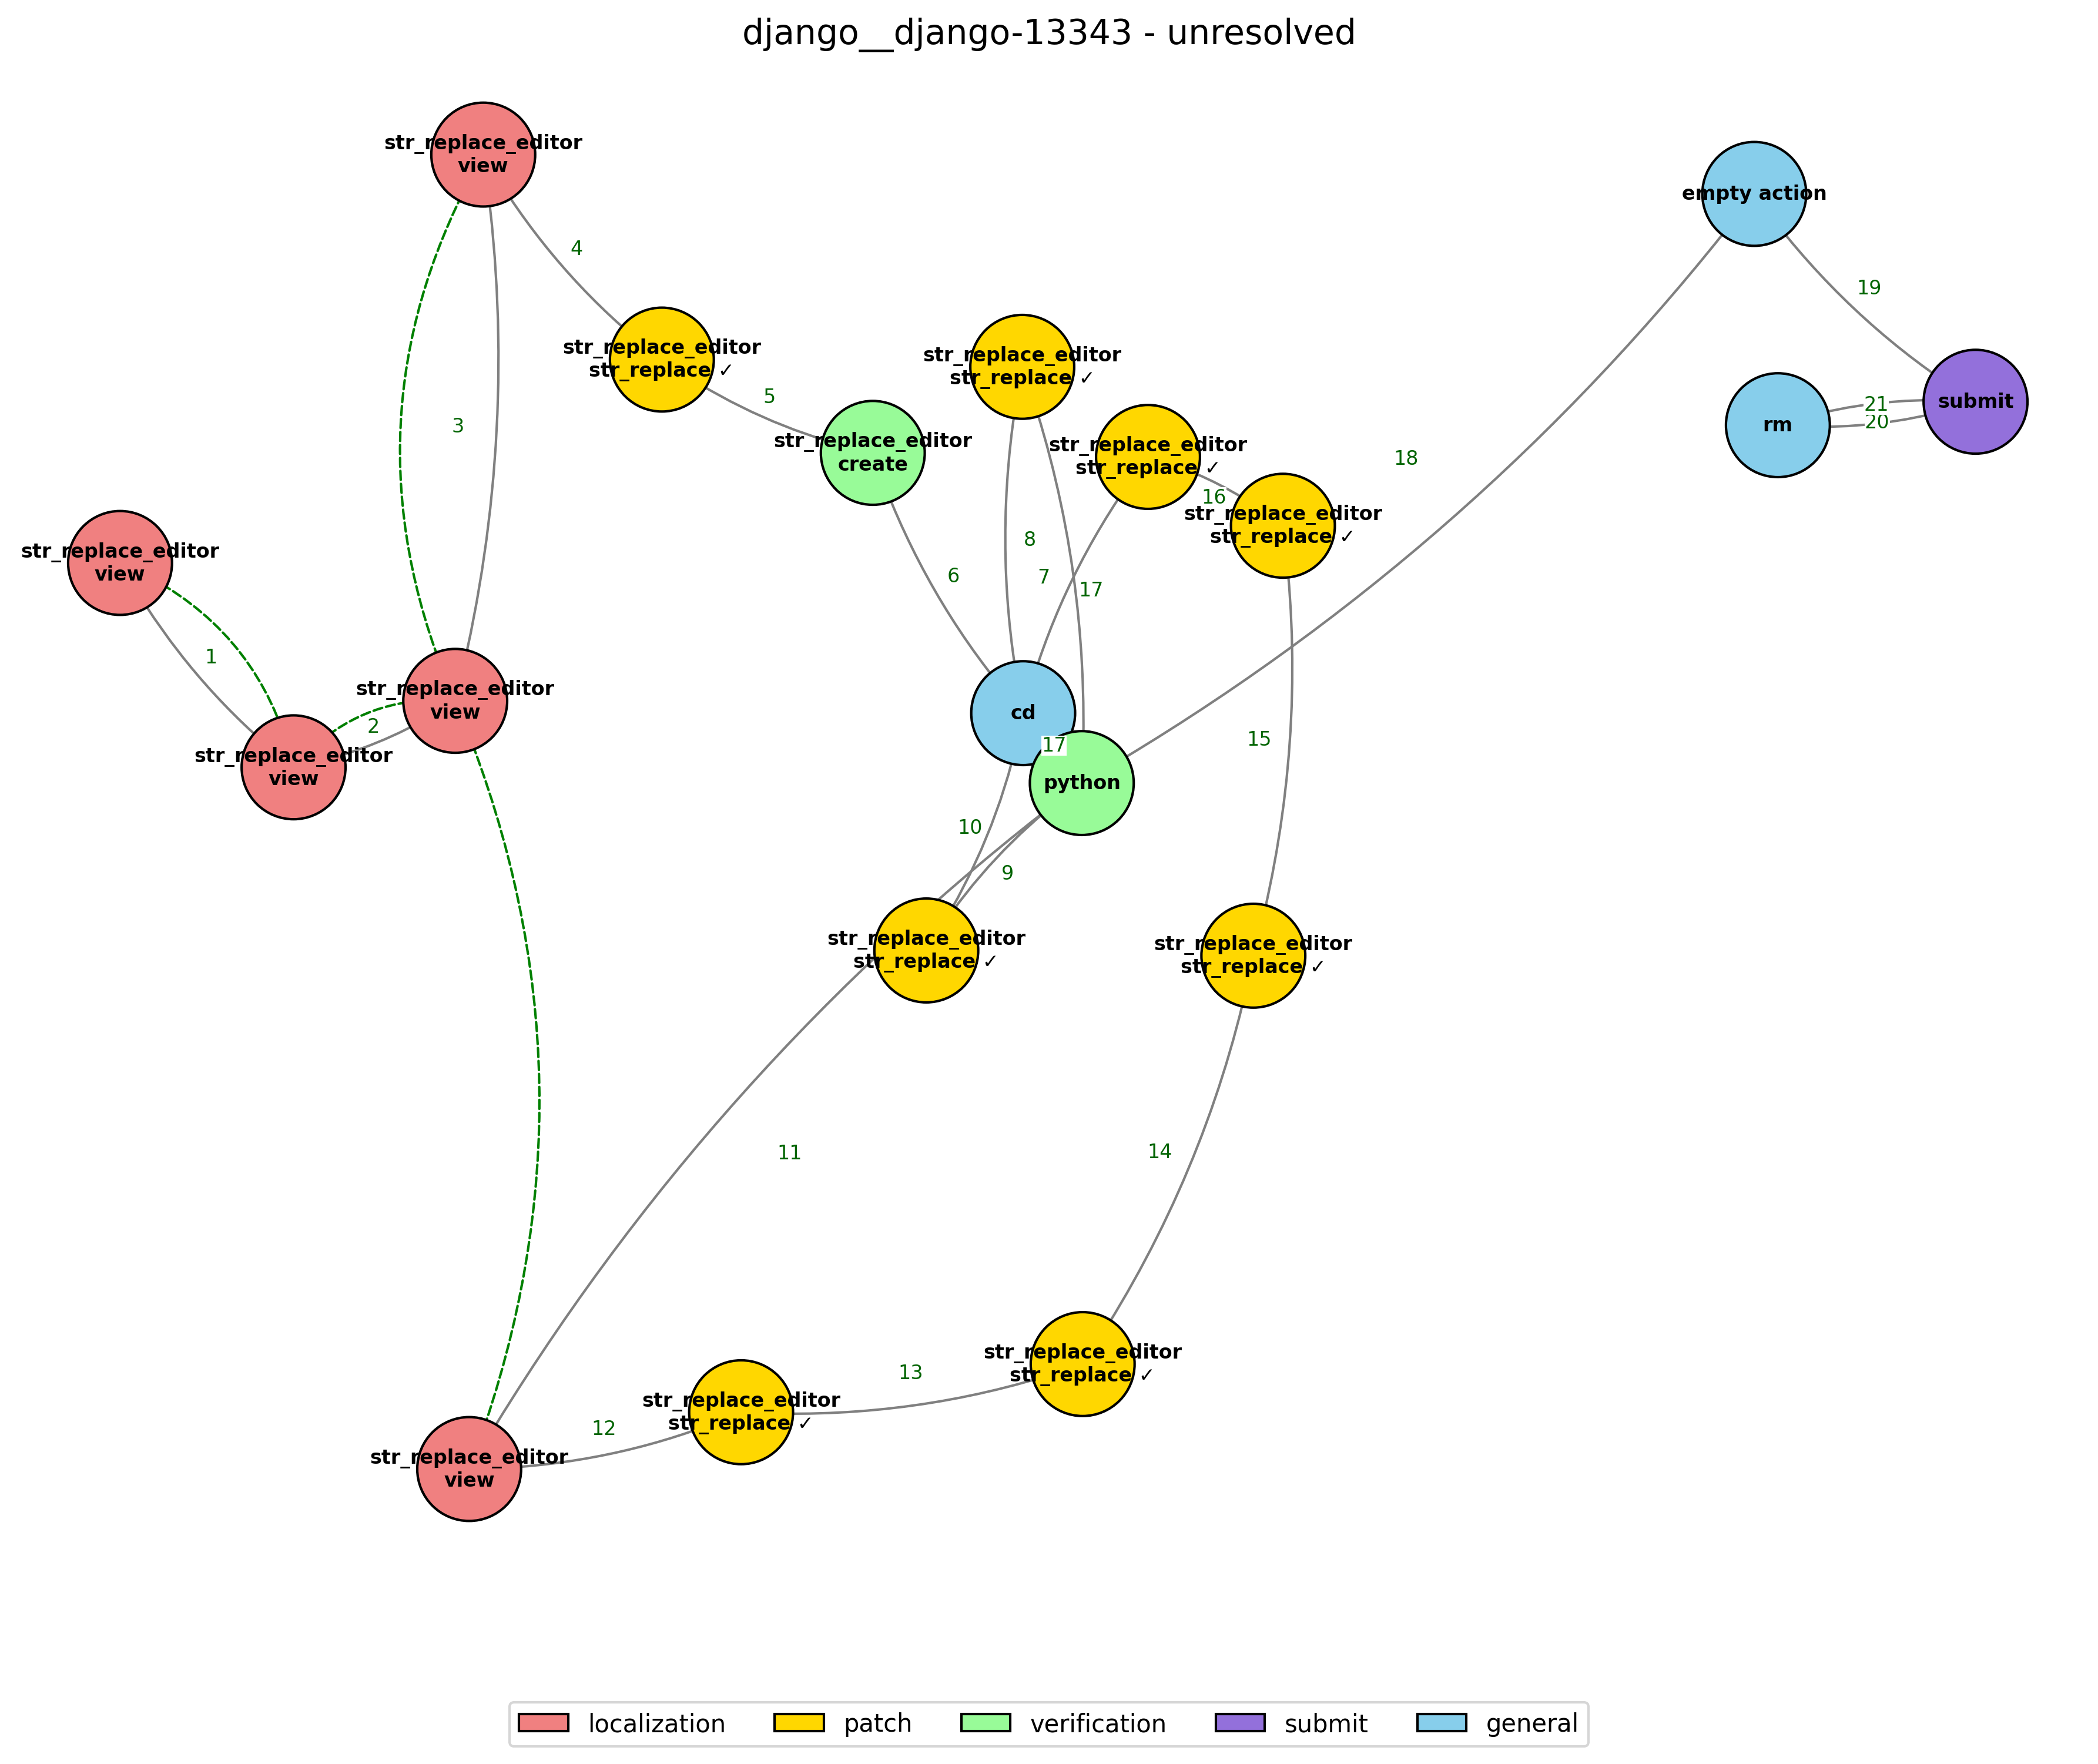 django__django-13343 - unresolved
str_replace_editor
view
empty action
4
19
str_replace_editor
str_replace ✓
str_replace_editor
str_replace ✓
5
submit
21
20
rm
3
str_replace_editor
create
str_replace_editor
str_replace ✓
18
16
str_replace_editor
str_replace ✓
8
str_replace_editor
view
6
7
17
1
str_replace_editor
view
2
cd
15
17
str_replace_editor
view
python
10
9
str_replace_editor
str_replace ✓
str_replace_editor
str_replace ✓
11
14
13
str_replace_editor
str_replace ✓
str_replace_editor
str_replace ✓
12
str_replace_editor
view
localization
patch
verification
submit
general